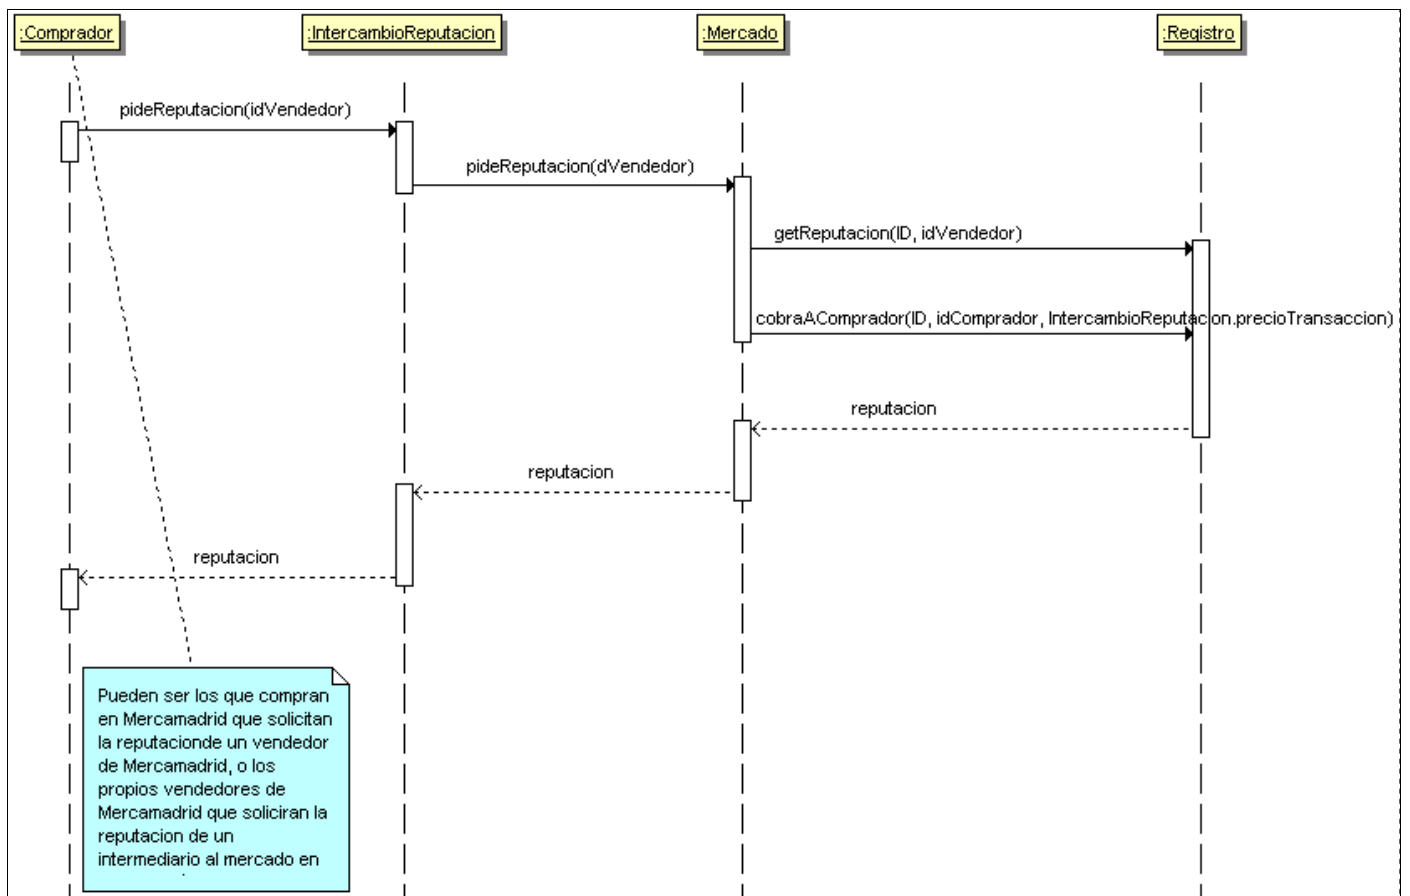 :Comprador
:IntercambioReputacion
:Mercado
:Registro
pideReputacion(idVendedor)
pideReputacion(dVendedor)
getReputacion(ID, idVendedor)
cobraAComprador(ID, idComprador, IntercambioReputacion.precioTransaccion)
reputacion
reputacion
reputacion
Pueden ser los que compran
en Mercamadrid que solicitan
la reputacionde un vendedor
de Mercamadrid, o los
propios vendedores de
Mercamadrid que soliciran la
reputacion de un
intermediario al mercado en